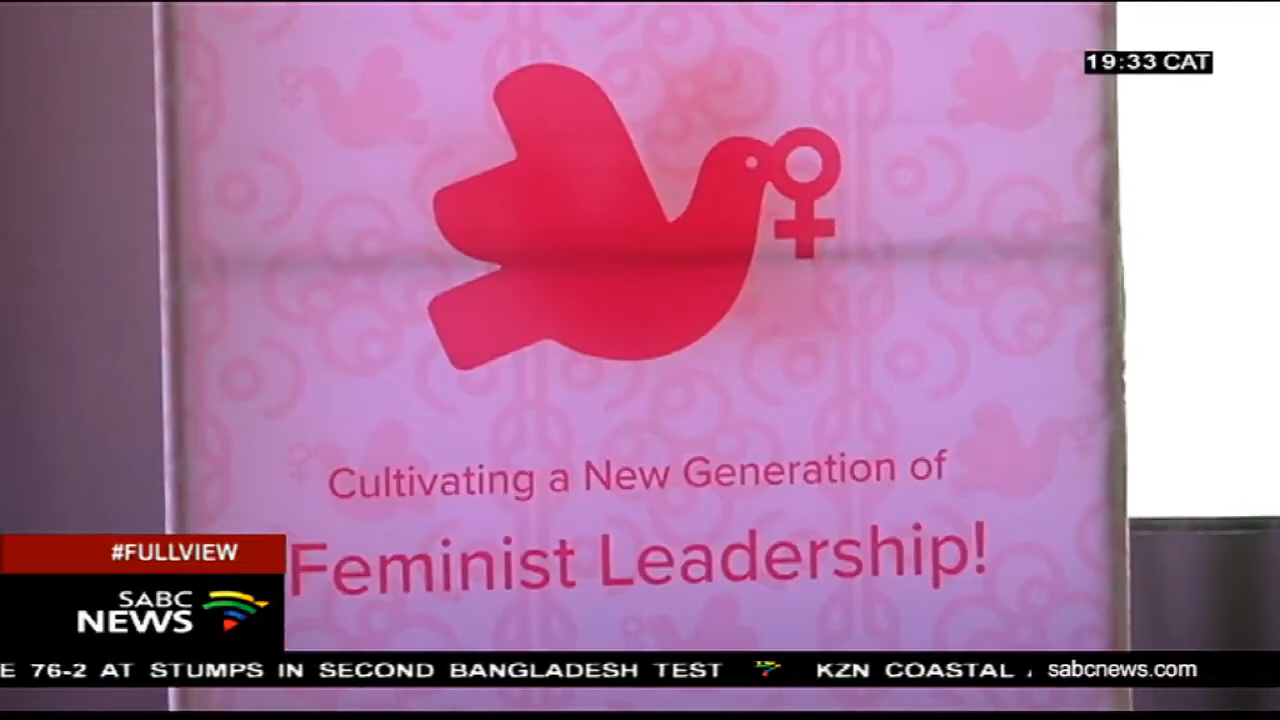 19:33 CAT
Cultivating a New Generation of
Feminist Leadership!
#FULLVIEW
SABC
NEWS
76-2 AT STUMPS IN SECOND BANGLADESH TEST KZN COASTAL sabcnews.com